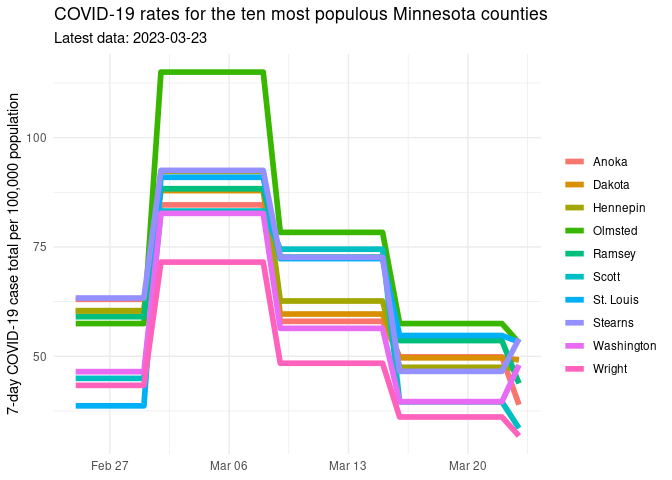 COVID-19 rates for the ten most populous Minnesota counties
Latest data: 2023-03-23
7-day COVID-19 case total per 100,000 population
100
75
50
Feb 27
Mar 06
Mar 13
Mar 20
Anoka
Dakota
Hennepin
Olmsted
Ramsey
Scott
St. Louis
Stearns
Washington
Wright